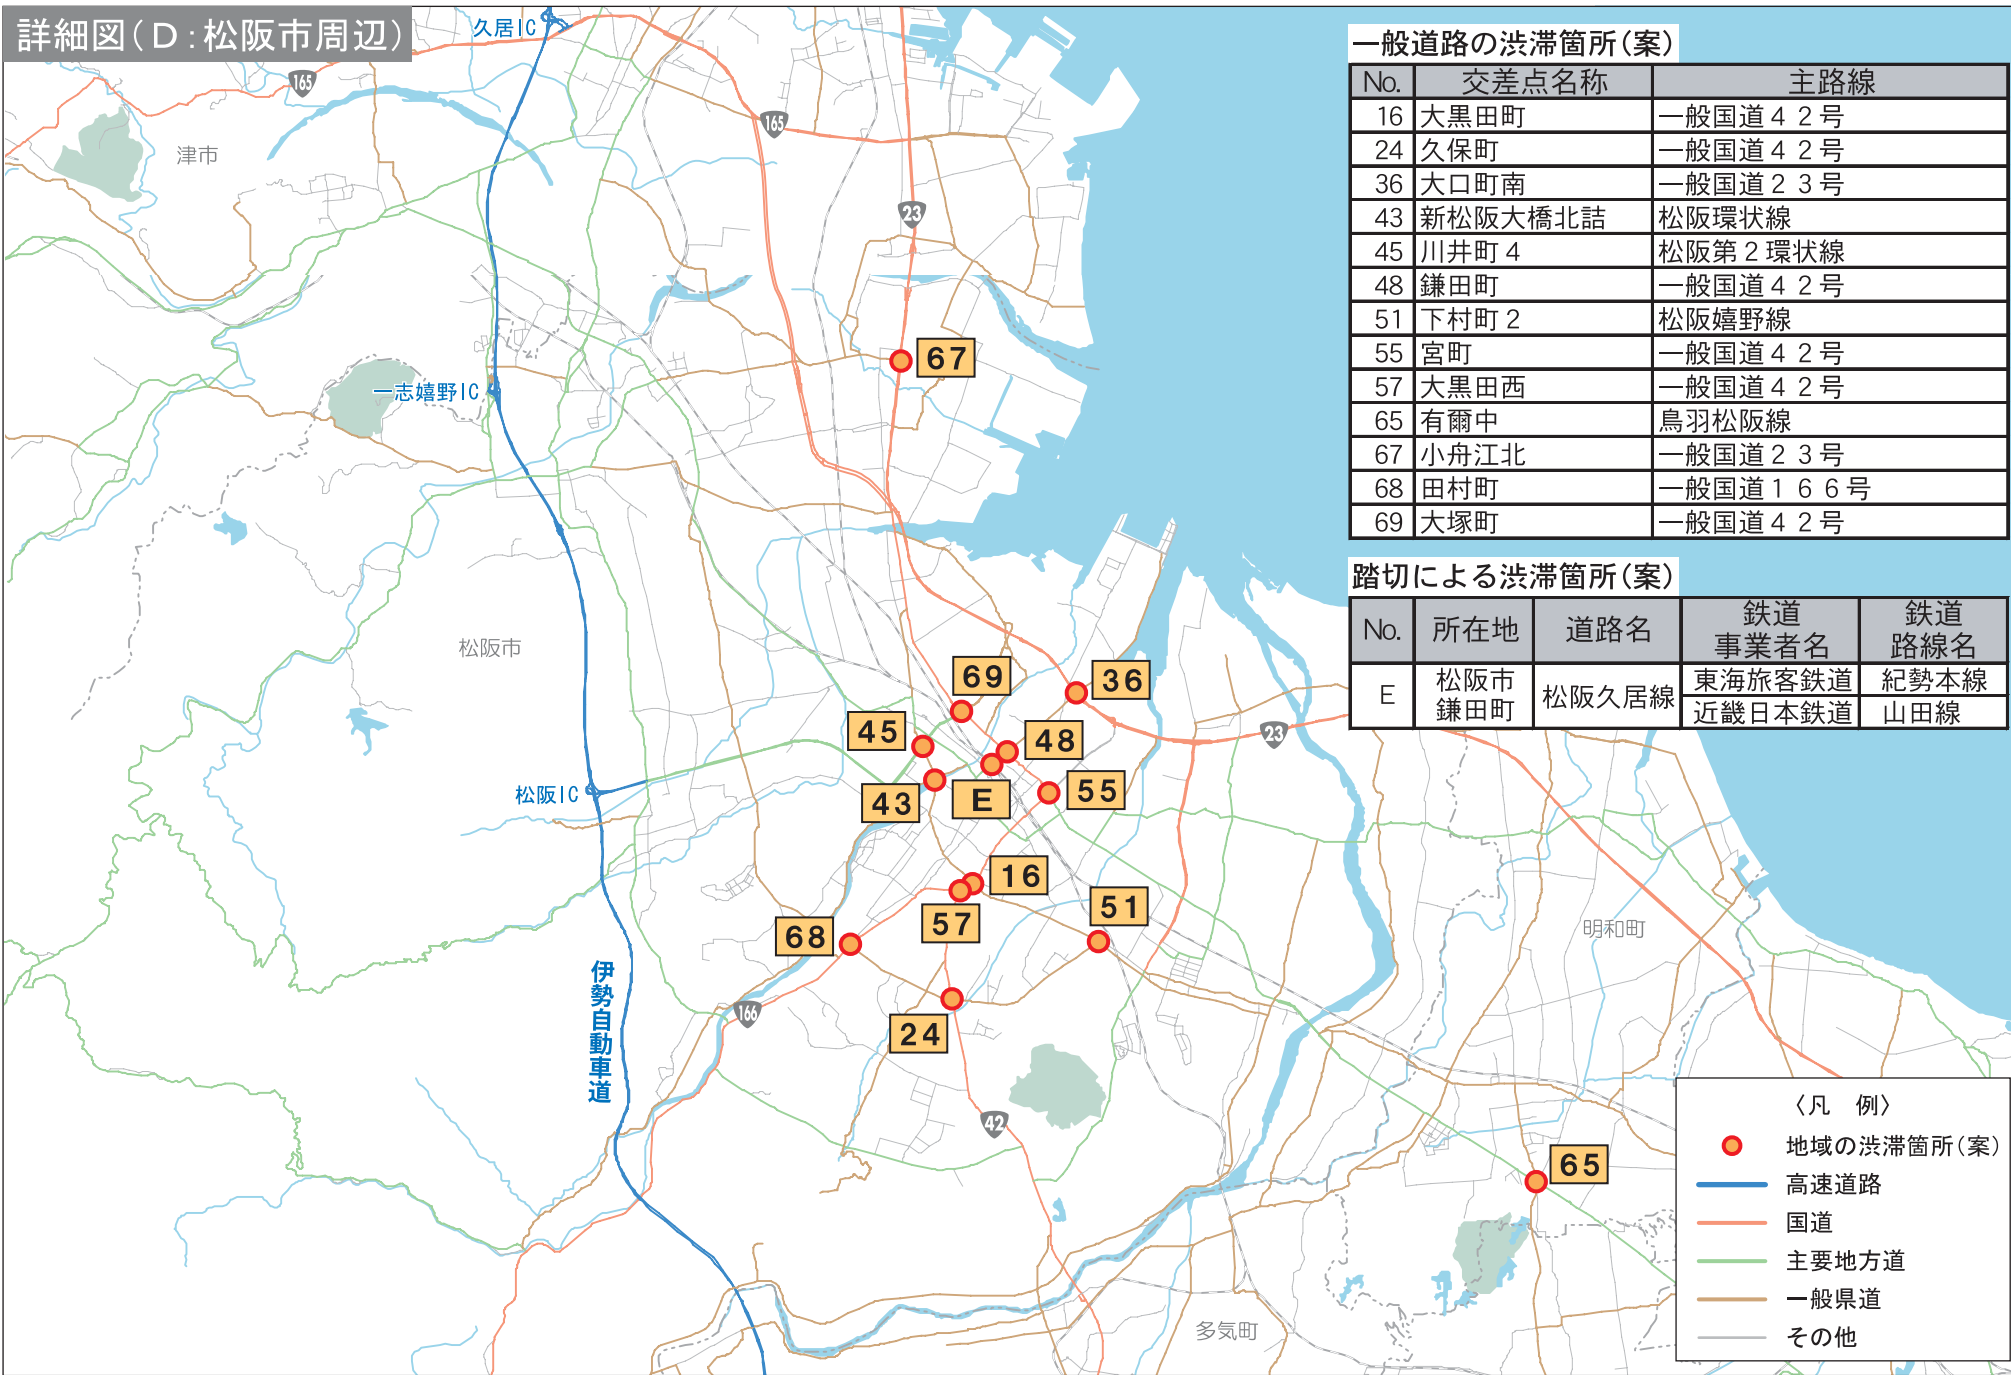 詳細図(D:松阪市周辺)
久居IC
165
津市
165
23
一志嬉野IC
67
松阪市
69
36
45
48
23
松阪IC
43
E
55
16
51
57
68
明和町
伊勢自動車道
166
24
42
65
多気町
一般道路の渋滞箇所(案)
No. 交差点名称 主路線
16 大黒田町 一般国道42号
24 久保町 一般国道42号
36 大口町南 一般国道23号
43 新松阪大橋北詰 松阪環状線
45 川井町4 松阪第2環状線
48 鎌田町 一般国道42号
51 下村町2 松阪嬉野線
55 宮町 一般国道42号
57 大黒田西 一般国道42号
65 有爾中 鳥羽松阪線
67 小舟江北 一般国道23号
68 田村町 一般国道166号
69 大塚町 一般国道42号
踏切による渋滞箇所(案)
No. 所在地 道路名 鉄道事業者名 鉄道路線名
E 松阪市鎌田町 松阪久居線 東海旅客鉄道 紀勢本線
近畿日本鉄道 山田線
〈凡 例〉
地域の渋滞箇所(案)
高速道路
国道
主要地方道
一般県道
その他